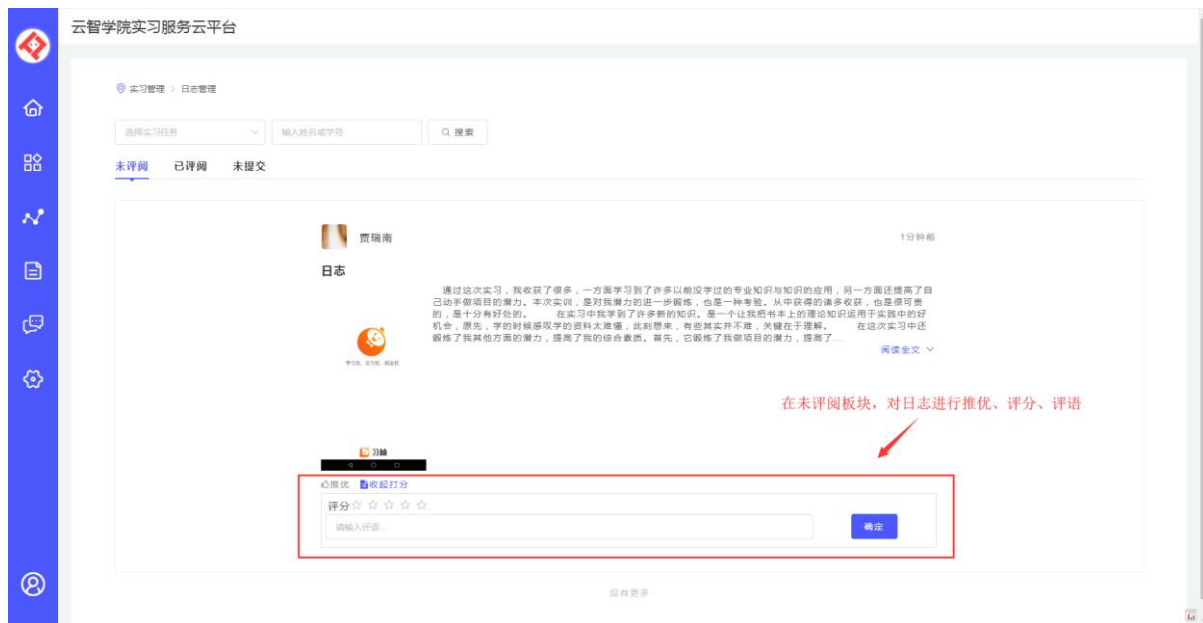 云智学院实习服务云平台
实习管理 > 日志管理
选择实习任务 输入姓名或学号 搜索
未评阅 已评阅 未提交
贾瑞南 1分钟前
日志
通过这次实习，我收获了很多，一方面学习到了许多以前没学过的专业知识与知识的应用，另一方面还提高了自
己动手做项目的潜力。本次实训，是对我潜力的进一步锻炼，也是一种考验。从中获得的诸多收获，也是很可贵
的，是十分有好处的。 在实习中我学到了许多新的知识。是一个让我把书本上的理论知识运用于实践中的好
机会，原先，学的时候感叹学的资料太难懂，此刻想来，有些其实并不难，关键在于理解。 在这次实习中还
锻炼了我其他方面的潜力，提高了我的综合素质。首先，它锻炼了我做项目的潜力，提高了...
阅读全文
在未评阅板块，对日志进行推优、评分、评语
推优 收起打分
评分
请输入评语...
确定
没有更多